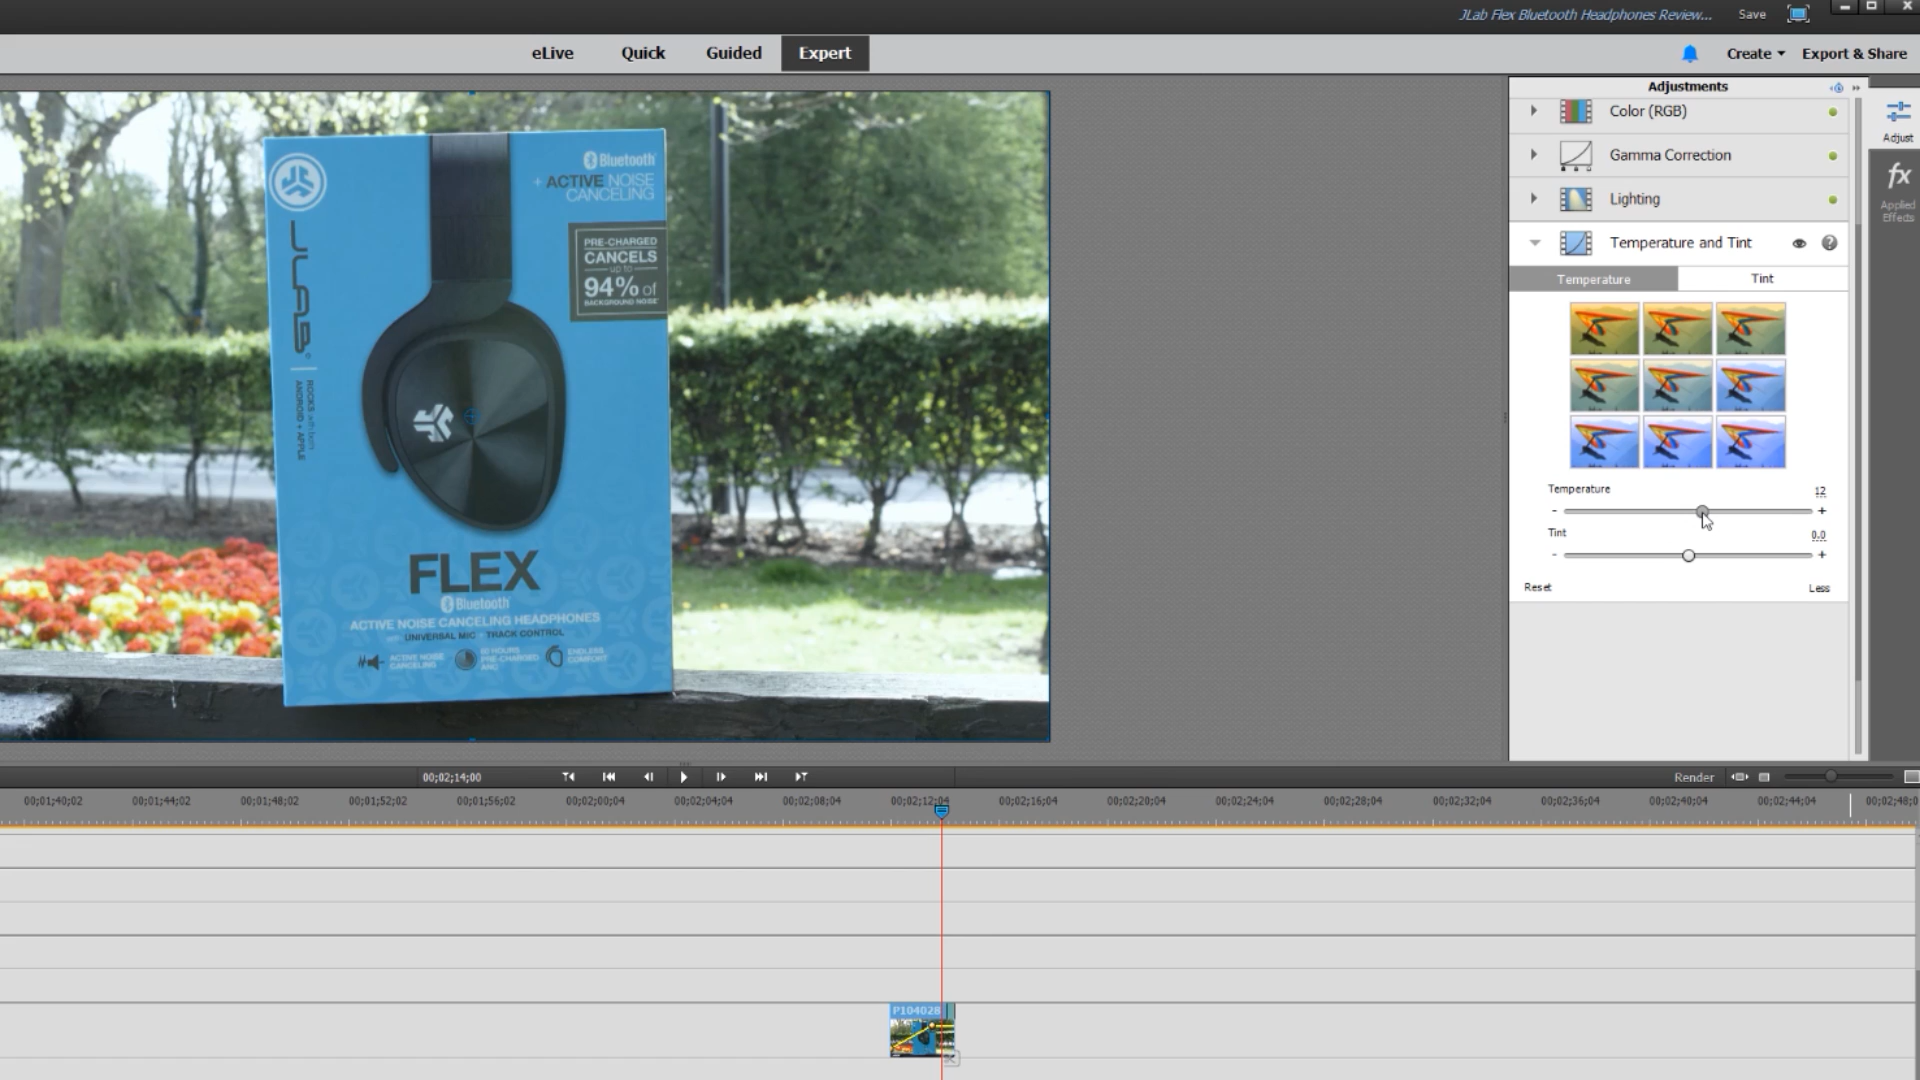 JLab Flex Bluetooth Headphones Review...
Save
eLive
Quick
Guided
Expert
Create
Export & Share
Adjustments
Color (RGB)
Gamma Correction
Lighting
Temperature and Tint
Temperature
Tint
Temperature
12
- +
Tint
0.0
- +
Reset
Less
Adjust
fx
Applied
Effects
Bluetooth
+ ACTIVE NOISE
CANCELING
PRE-CHARGED
CANCELS
up to
94% of
BACKGROUND NOISE
JLAB
ANDROID + APPLE
FLEX
Bluetooth
ACTIVE NOISE CANCELING HEADPHONES
UNIVERSAL MIC + TRACK CONTROL
ACTIVE NOISE
CANCELING
60 HOURS
PRE-CHARGED
ANC
ENDLESS
COMFORT
00;02;14;00
Render
00;01;40;02
00;01;44;02
00;01;48;02
00;01;52;02
00;01;56;02
00;02;00;04
00;02;04;04
00;02;08;04
00;02;12;04
00;02;16;04
00;02;20;04
00;02;24;04
00;02;28;04
00;02;32;04
00;02;36;04
00;02;40;04
00;02;44;04
00;02;48;0
P104028